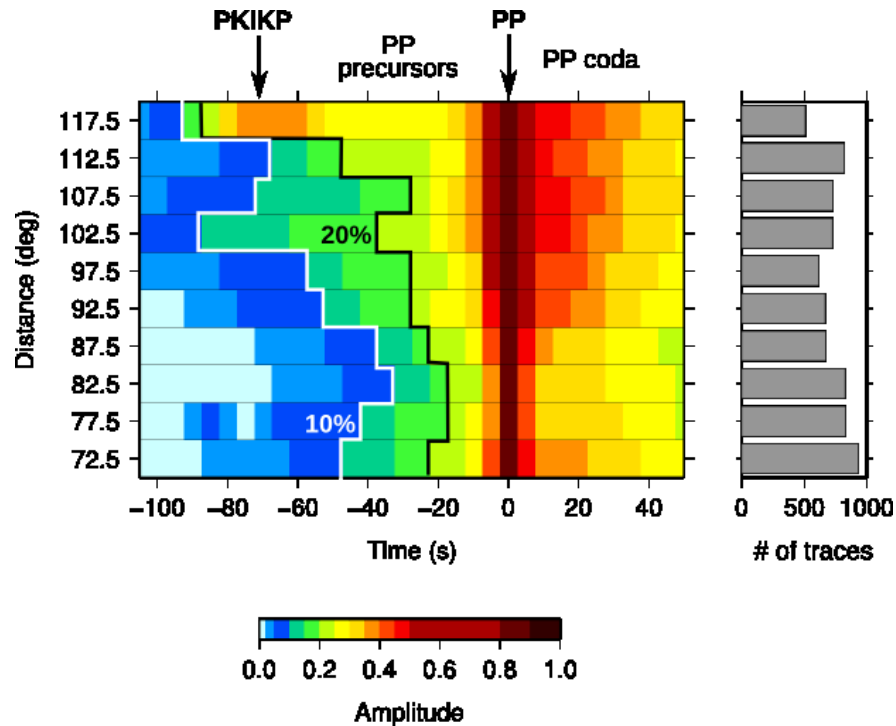 PKIKP
PP
precursors
PP
PP coda
Distance (deg)
117.5
112.5
107.5
102.5
97.5
92.5
87.5
82.5
77.5
72.5
20%
10%
−100 −80 −60 −40 −20 0 20 40
Time (s)
0 500 1000
# of traces
0.0 0.2 0.4 0.6 0.8 1.0
Amplitude